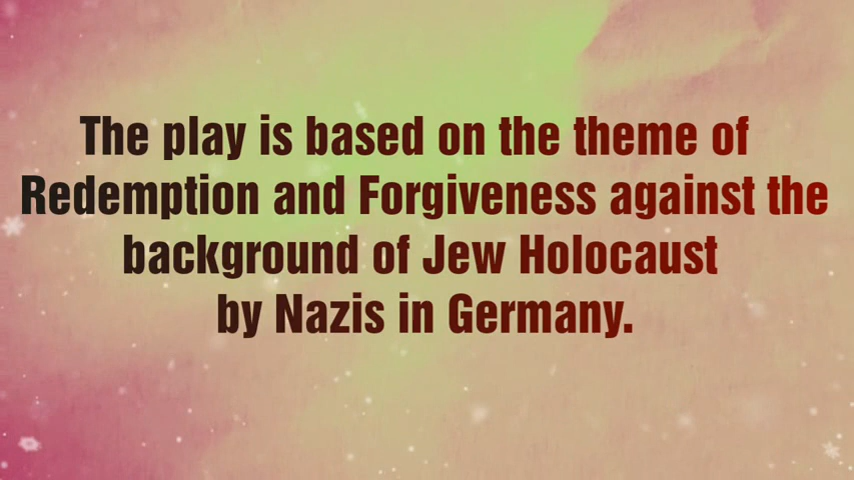 The play is based on the theme of
Redemption and Forgiveness against the
background of Jew Holocaust
by Nazis in Germany.